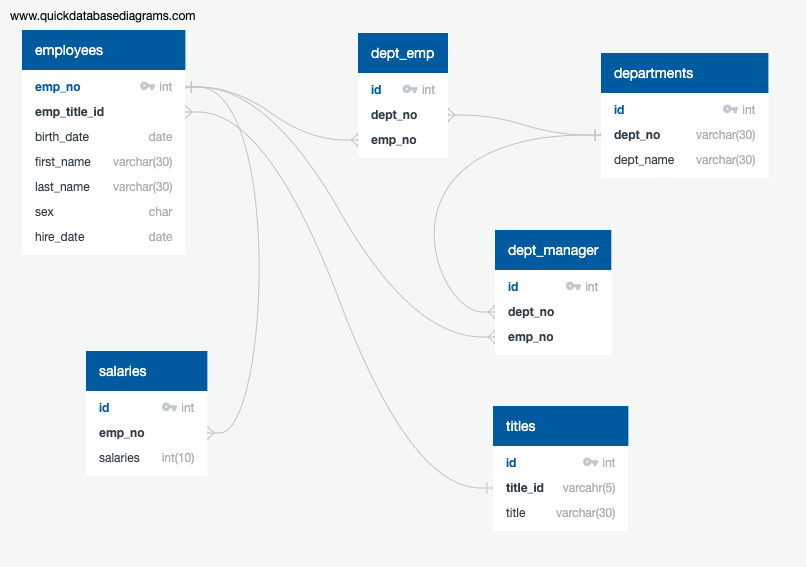 www.quickdatabasediagrams.com
employees
emp_no int
emp_title_id
birth_date date
first_name varchar(30)
last_name varchar(30)
sex char
hire_date date
dept_emp
id int
dept_no
emp_no
departments
id int
dept_no varchar(30)
dept_name varchar(30)
dept_manager
id int
dept_no
emp_no
salaries
id int
emp_no
salaries int(10)
titles
id int
title_id varcahr(5)
title varchar(30)